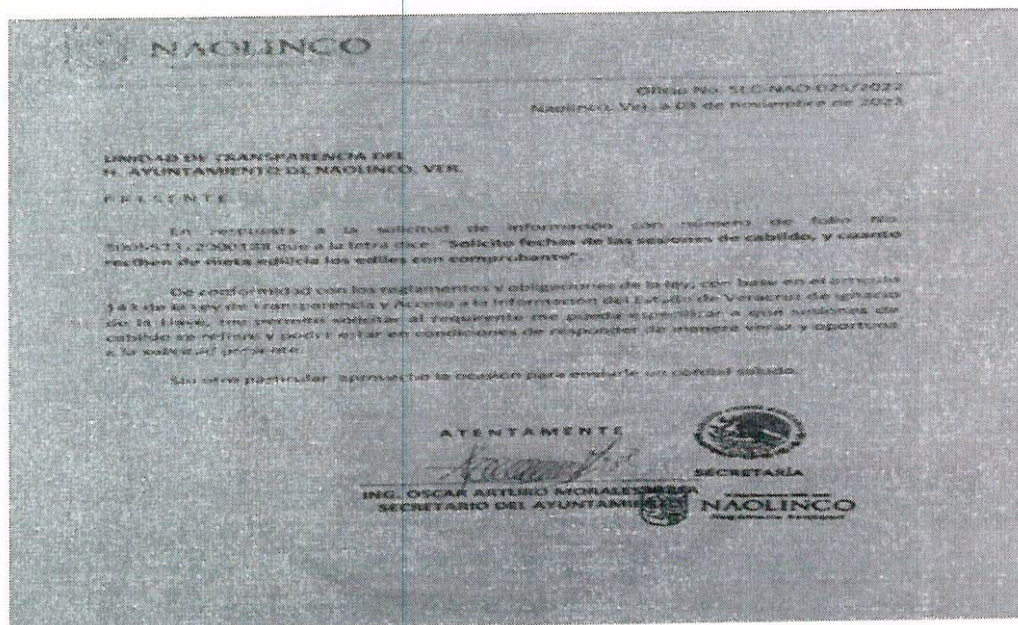 NAOLINCO
Oficio No. SEC-NAO-025/2022
Naolinco, Ver. a 03 de noviembre de 2022
UNIDAD DE TRANSPARENCIA DEL
H. AYUNTAMIENTO DE NAOLINCO, VER.
P R E S E N T E
En respuesta a la solicitud de información con número de folio No.
que a la letra dice: "Solicito fechas de las sesiones de cabildo, y cuanto
reciben de meta edilicia los ediles con comprobante".
De conformidad con los reglamentos y obligaciones de la ley, con base en el artículo
143 de la Ley de Transparencia y Acceso a la Información del Estado de Veracruz de Ignacio
de la Llave, me permito solicitar al requirente me pueda especificar a que sesiones de
cabildo se refiere y poder estar en condiciones de responder de manera veraz y oportuna
a la solicitud presente.
Sin otro particular aprovecho la ocasión para enviarle un cordial saludo.
ATENTAMENTE
SECRETARÍA
ING. OSCAR ARTURO MORALES
SECRETARIO DEL AYUNTAMIENTO
NAOLINCO